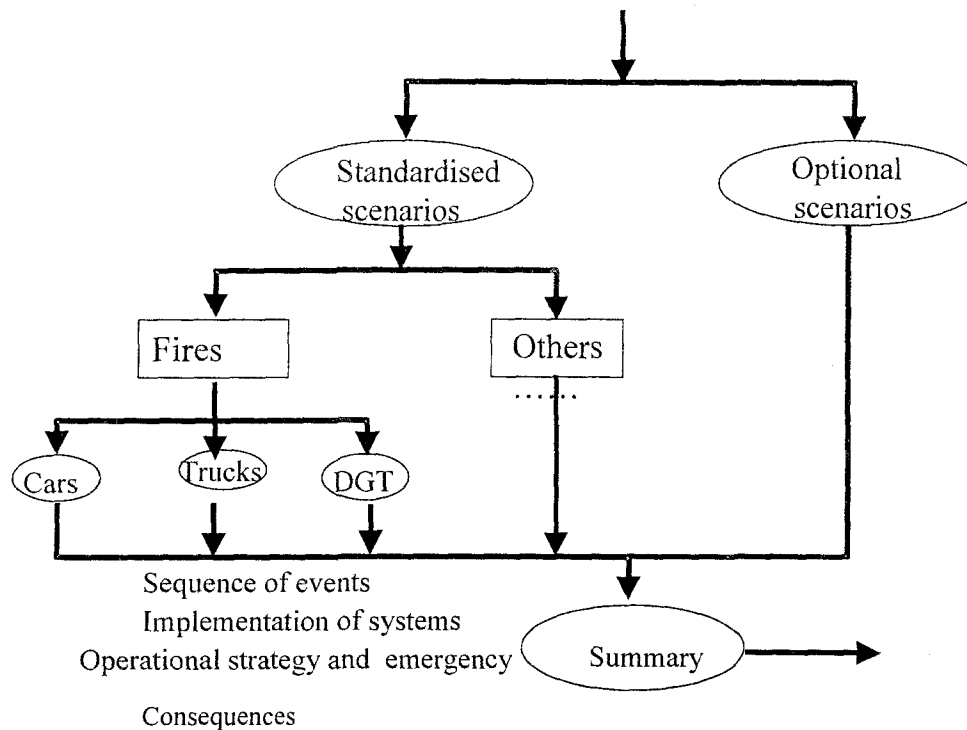 Standardised
scenarios
Optional
scenarios
Fires
Others
......
Cars
Trucks
DGT
Sequence of events
Implementation of systems
Operational strategy and emergency
Summary
Consequences